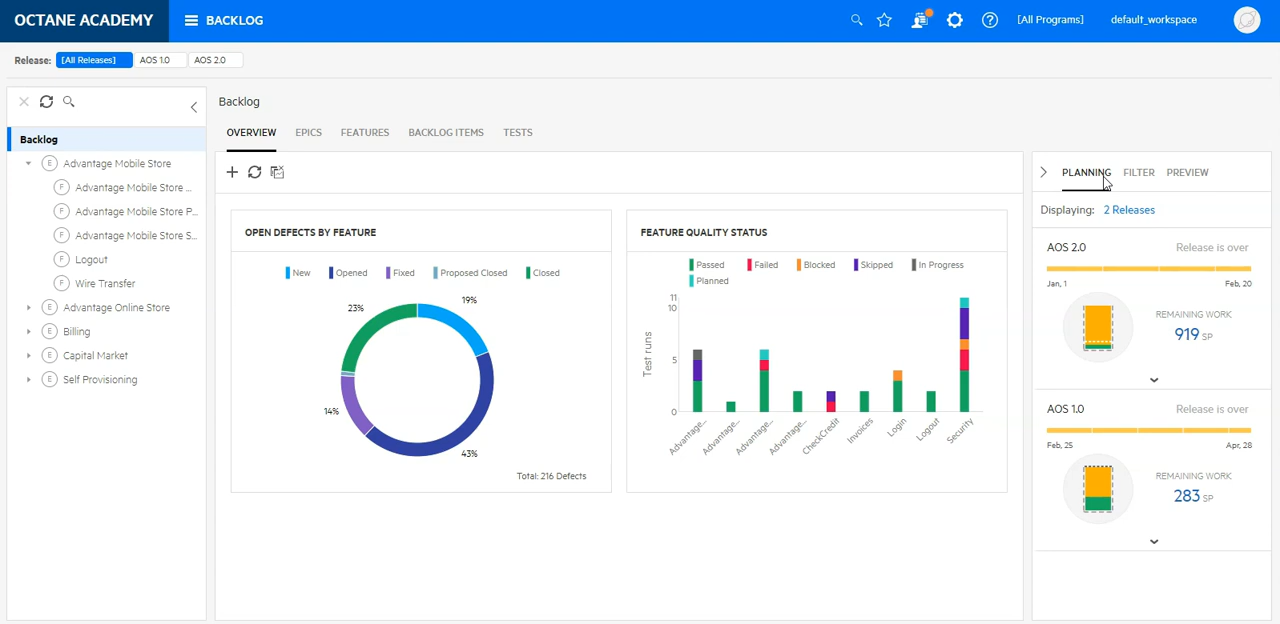 OCTANE ACADEMY BACKLOG [All Programs] default_workspace
Release: [All Releases] AOS 1.0 AOS 2.0
Backlog
E Advantage Mobile Store
F Advantage Mobile Store ...
F Advantage Mobile Store P...
F Advantage Mobile Store S...
F Logout
F Wire Transfer
E Advantage Online Store
E Billing
E Capital Market
E Self Provisioning
Backlog
OVERVIEW EPICS FEATURES BACKLOG ITEMS TESTS
OPEN DEFECTS BY FEATURE
New Opened Fixed Proposed Closed Closed
19%
23%
14%
43%
Total: 216 Defects
FEATURE QUALITY STATUS
Passed Failed Blocked Skipped In Progress
Planned
Test runs
11
10
5
0
Advantage... Advantage... Advantage... Advantage... CheckCredit Invoices Login Logout Security
PLANNING FILTER PREVIEW
Displaying: 2 Releases
AOS 2.0 Release is over
Jan, 1 Feb, 20
REMAINING WORK
919 SP
AOS 1.0 Release is over
Feb, 25 Apr, 28
REMAINING WORK
283 SP